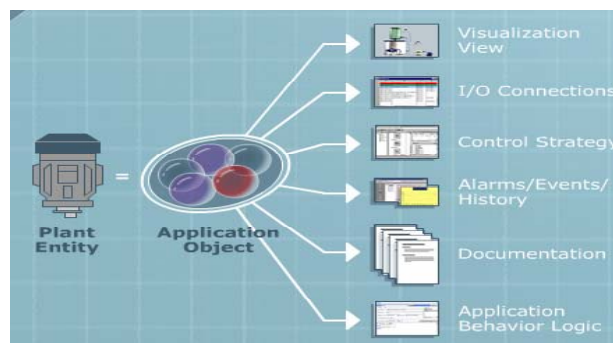 Visualization
View
I/O Connections
Control Strategy
Alarms/Events/
History
Plant
Entity
=
Application
Object
Documentation
Application
Behavior Logic